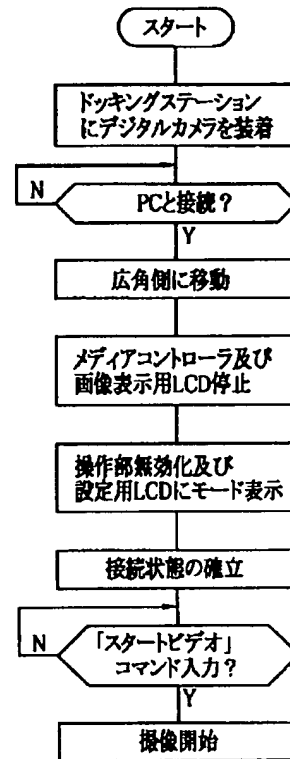 スタート
ドッキングステーション
にデジタルカメラを装着
N
PCと接続?
Y
広角側に移動
メディアコントローラ及び
画像表示用LCD停止
操作部無効化及び
設定用LCDにモード表示
接続状態の確立
N
「スタートビデオ」
コマンド入力?
Y
撮像開始